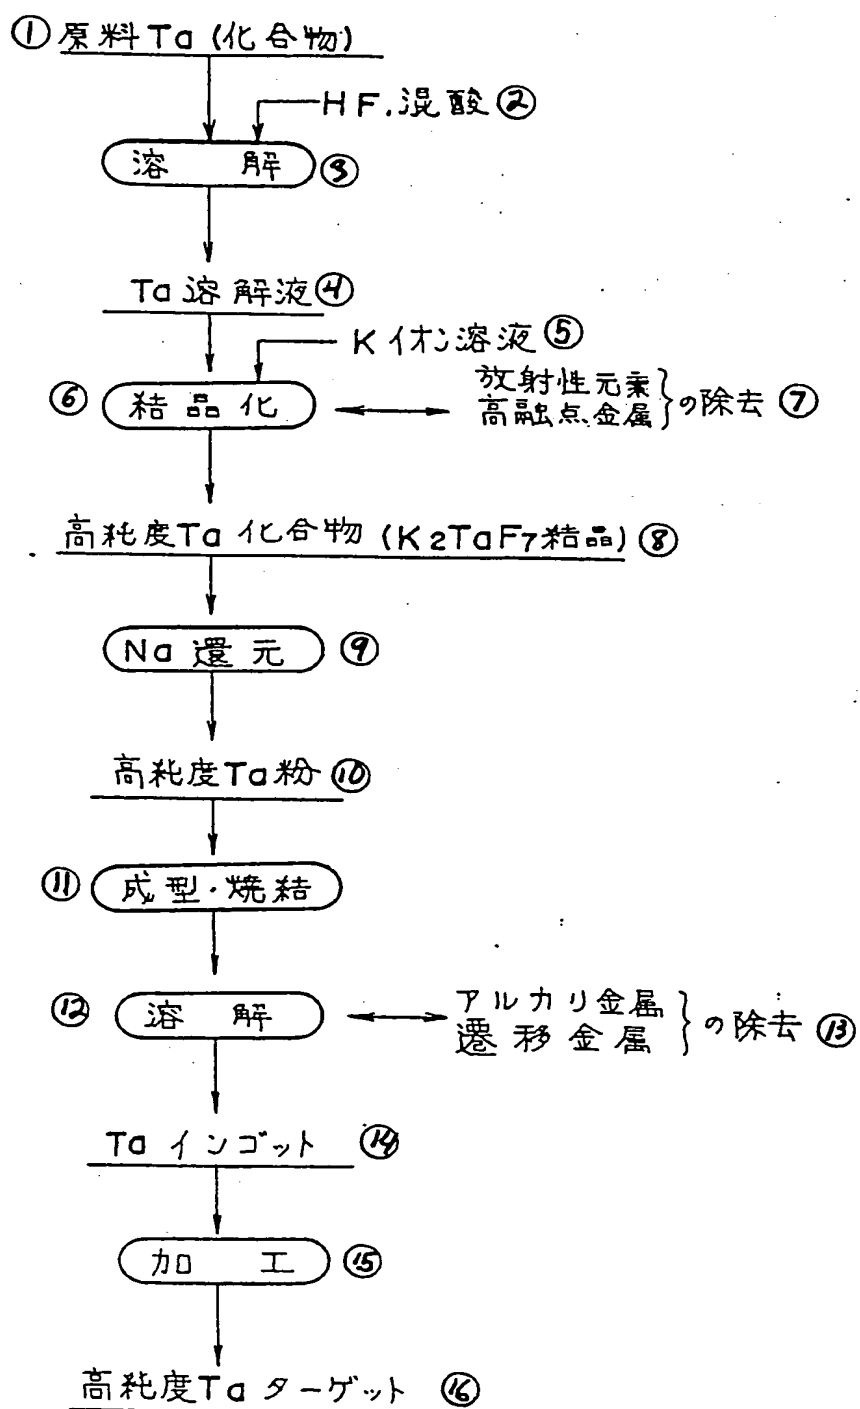 ① 原料Ta (化合物)
HF.混酸 ②
溶 解 ③
Ta 溶解液 ④
Kイオン溶液 ⑤
⑥ 結晶化
放射性元素
高融点金属
の除去 ⑦
高純度Ta 化合物 (K2TaF7結晶) ⑧
Na 還元 ⑨
高純度Ta粉 ⑩
⑪ 成型・焼結
⑫ 溶 解
アルカリ金属
遷移金属
の除去 ⑬
Ta インゴット ⑭
加 工 ⑮
高純度Ta ターゲット ⑯